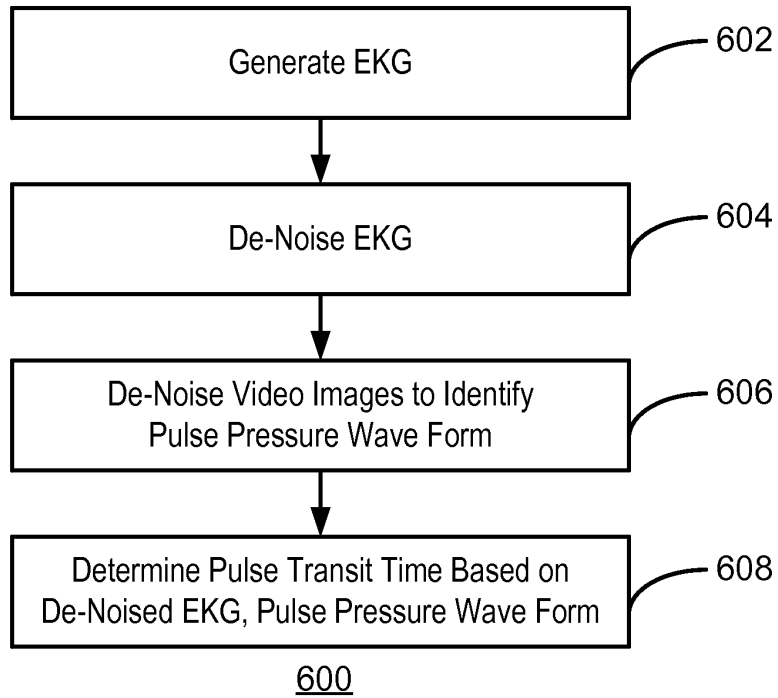 Generate EKG
602
De-Noise EKG
604
De-Noise Video Images to Identify
Pulse Pressure Wave Form
606
Determine Pulse Transit Time Based on
De-Noised EKG, Pulse Pressure Wave Form
608
600